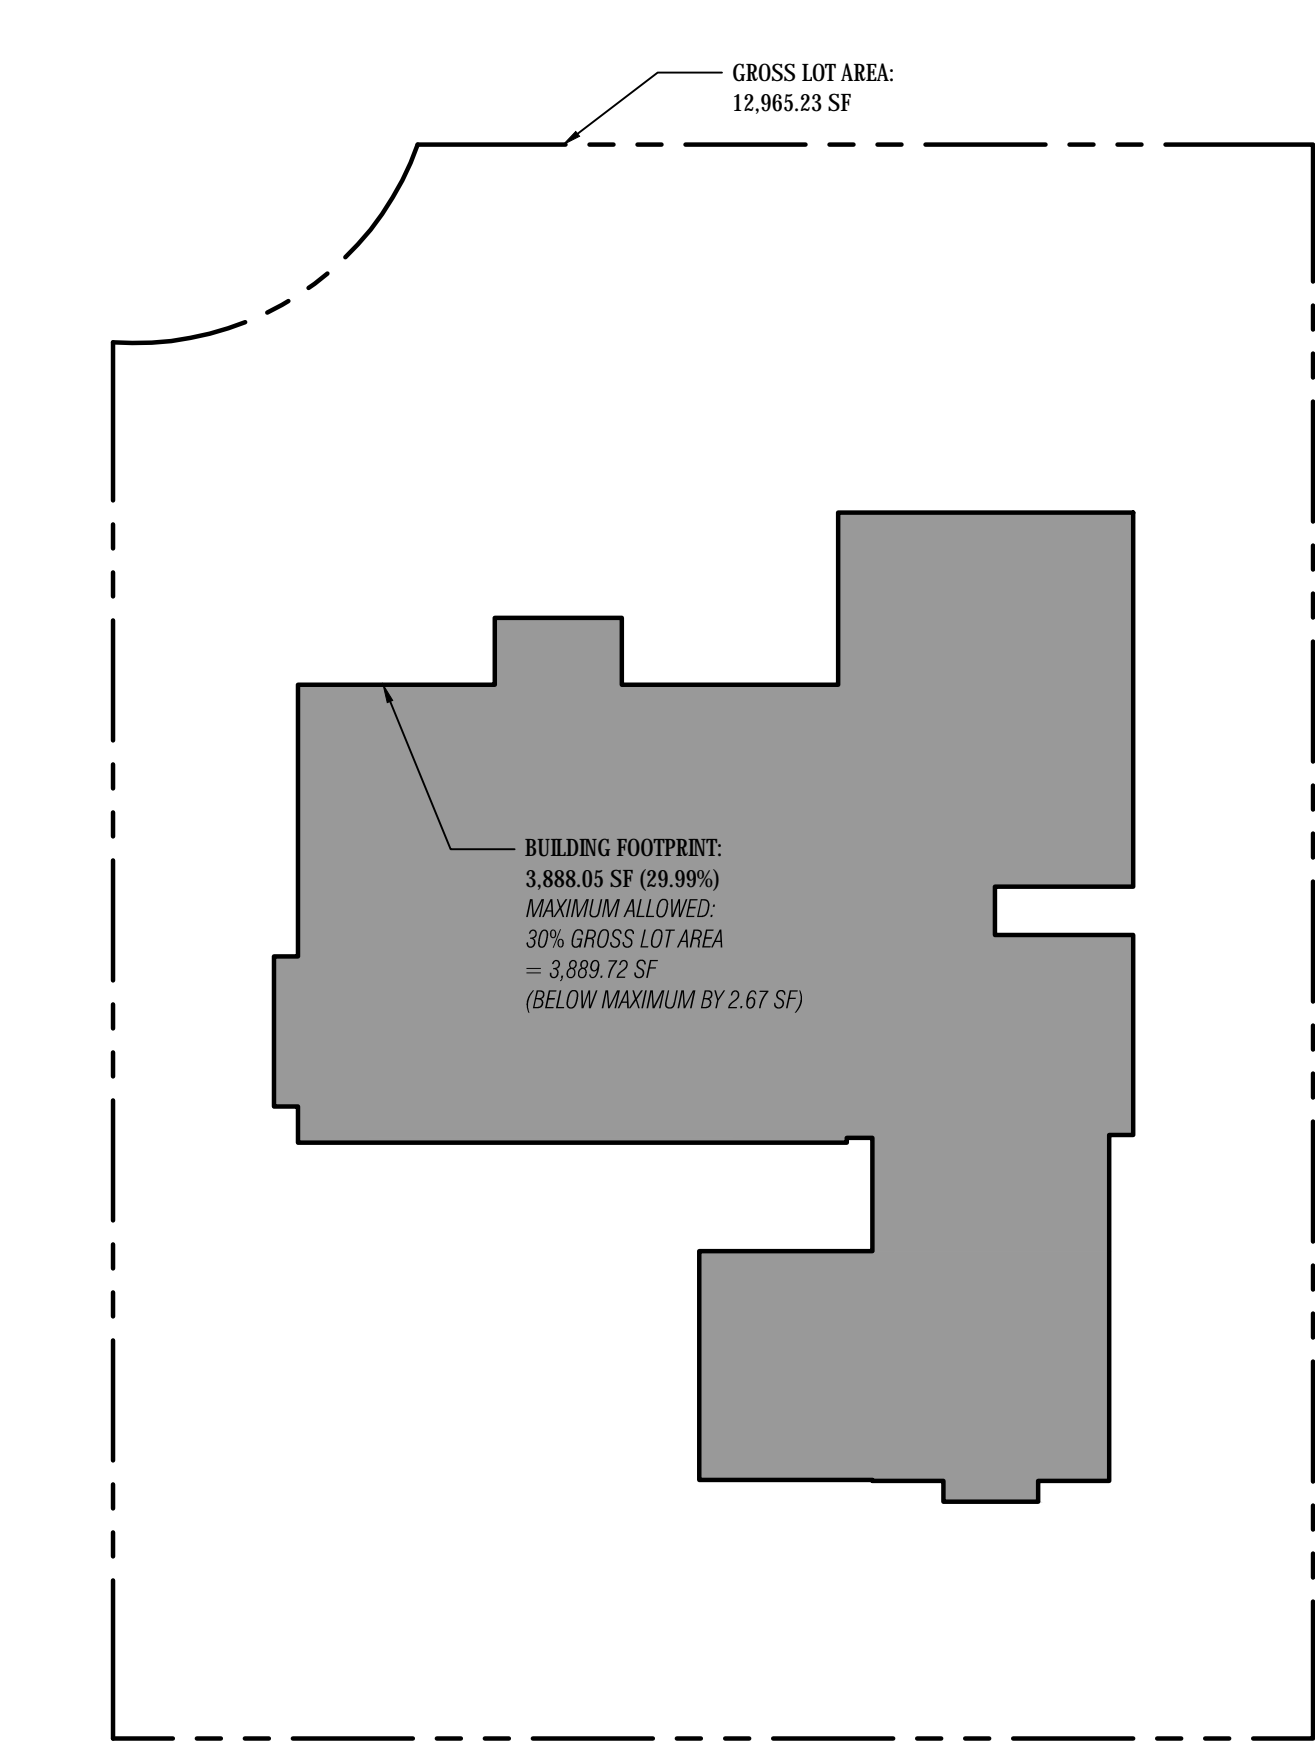 GROSS LOT AREA:
12,965.23 SF
BUILDING FOOTPRINT:
3,888.05 SF (29.99%)
MAXIMUM ALLOWED:
30% GROSS LOT AREA
= 3,889.72 SF
(BELOW MAXIMUM BY 2.67 SF)